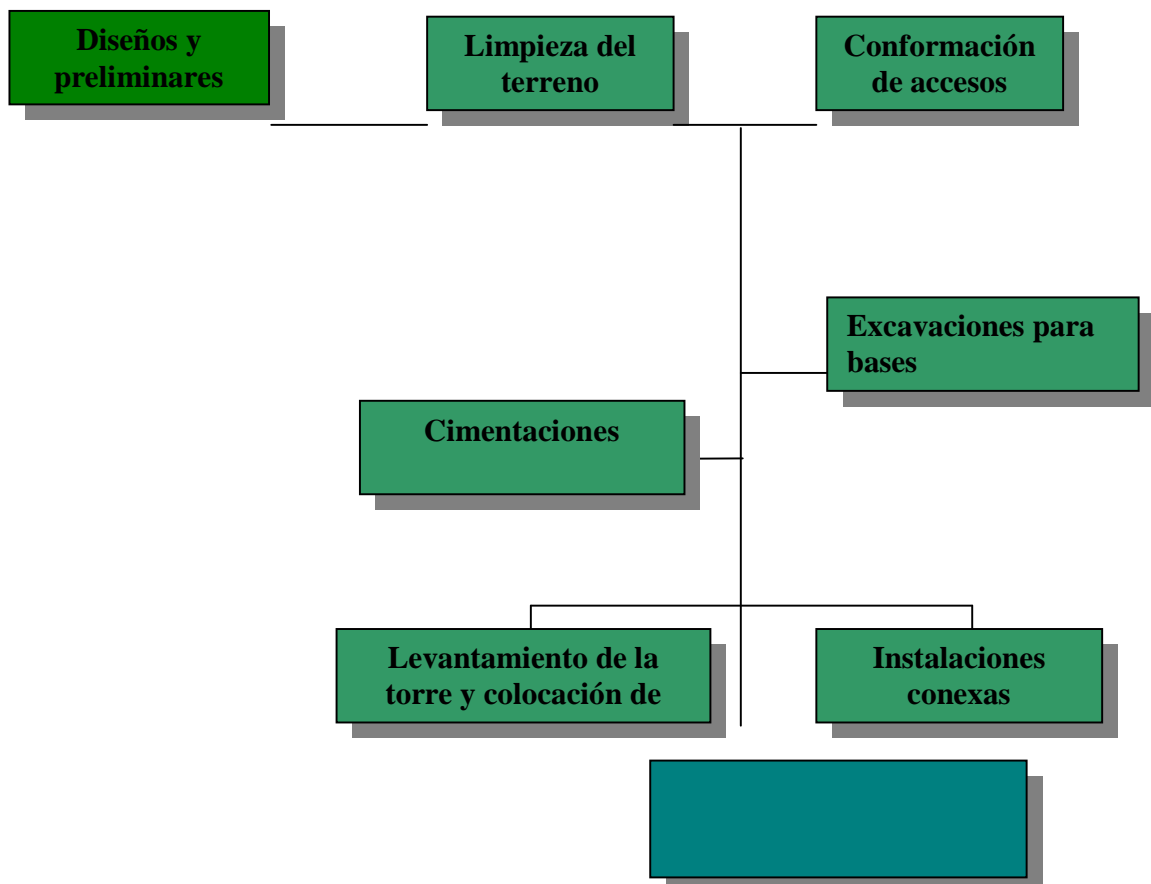 Diseños y
preliminares
Limpieza del
terreno
Conformación
de accesos
Excavaciones para
bases
Cimentaciones
Levantamiento de la
torre y colocación de
Instalaciones
conexas